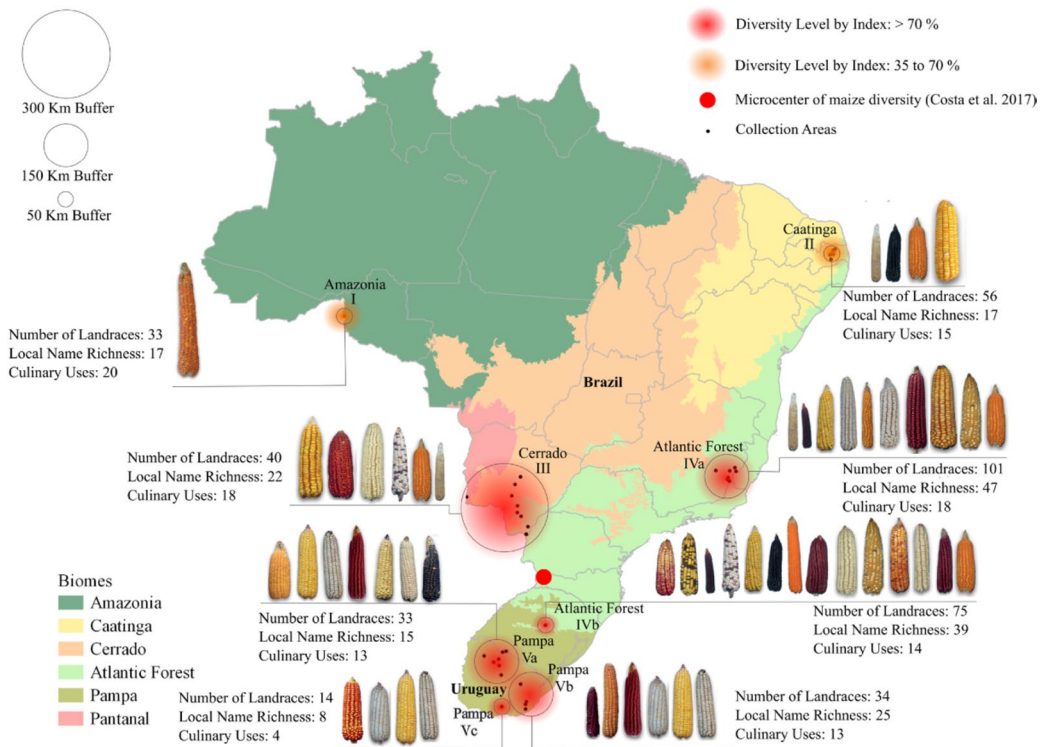 300 Km Buffer
150 Km Buffer
50 Km Buffer
Diversity Level by Index: > 70 %
Diversity Level by Index: 35 to 70 %
Microcenter of maize diversity (Costa et al. 2017)
Collection Areas
Caatinga
II
Number of Landraces: 56
Local Name Richness: 17
Culinary Uses: 15
Amazonia
I
Number of Landraces: 33
Local Name Richness: 17
Culinary Uses: 20
Brazil
Atlantic Forest
IVa
Number of Landraces: 101
Local Name Richness: 47
Culinary Uses: 18
Cerrado
III
Number of Landraces: 40
Local Name Richness: 22
Culinary Uses: 18
Atlantic Forest
IVb
Number of Landraces: 75
Local Name Richness: 39
Culinary Uses: 14
Number of Landraces: 33
Local Name Richness: 15
Culinary Uses: 13
Pampa
Va
Pampa
Vb
Uruguay
Pampa
Vc
Number of Landraces: 14
Local Name Richness: 8
Culinary Uses: 4
Number of Landraces: 34
Local Name Richness: 25
Culinary Uses: 13
Biomes
Amazonia
Caatinga
Cerrado
Atlantic Forest
Pampa
Pantanal